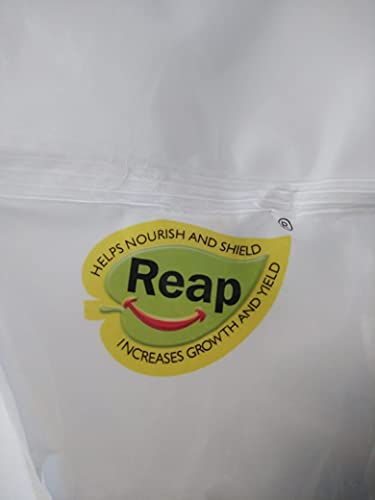 ®
HELPS NOURISH AND SHIELD
Reap
INCREASES GROWTH AND YIELD